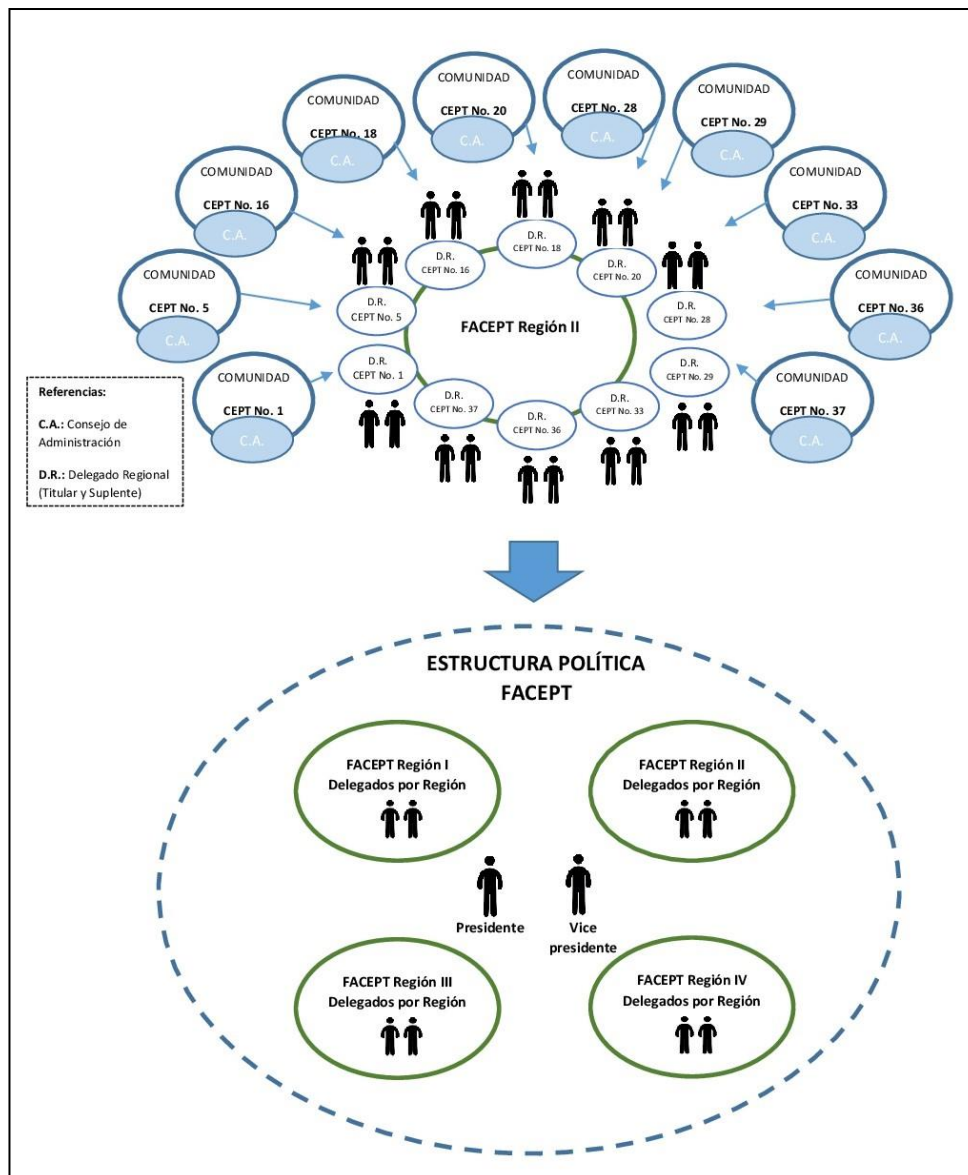 COMUNIDAD
CEPT No. 1
C.A.
COMUNIDAD
CEPT No. 5
C.A.
COMUNIDAD
CEPT No. 16
C.A.
COMUNIDAD
CEPT No. 18
C.A.
COMUNIDAD
CEPT No. 20
C.A.
COMUNIDAD
CEPT No. 28
C.A.
COMUNIDAD
CEPT No. 29
C.A.
COMUNIDAD
CEPT No. 33
C.A.
COMUNIDAD
CEPT No. 36
C.A.
COMUNIDAD
CEPT No. 37
C.A.
D.R.
CEPT No. 1
D.R.
CEPT No. 5
D.R.
CEPT No. 16
D.R.
CEPT No. 18
D.R.
CEPT No. 20
D.R.
CEPT No. 28
D.R.
CEPT No. 29
D.R.
CEPT No. 33
D.R.
CEPT No. 36
D.R.
CEPT No. 37
FACEPT Región II
Referencias:
C.A.: Consejo de
Administración
D.R.: Delegado Regional
(Titular y Suplente)
ESTRUCTURA POLÍTICA
FACEPT
FACEPT Región I
Delegados por Región
FACEPT Región II
Delegados por Región
Presidente
Vice
presidente
FACEPT Región III
Delegados por Región
FACEPT Región IV
Delegados por Región